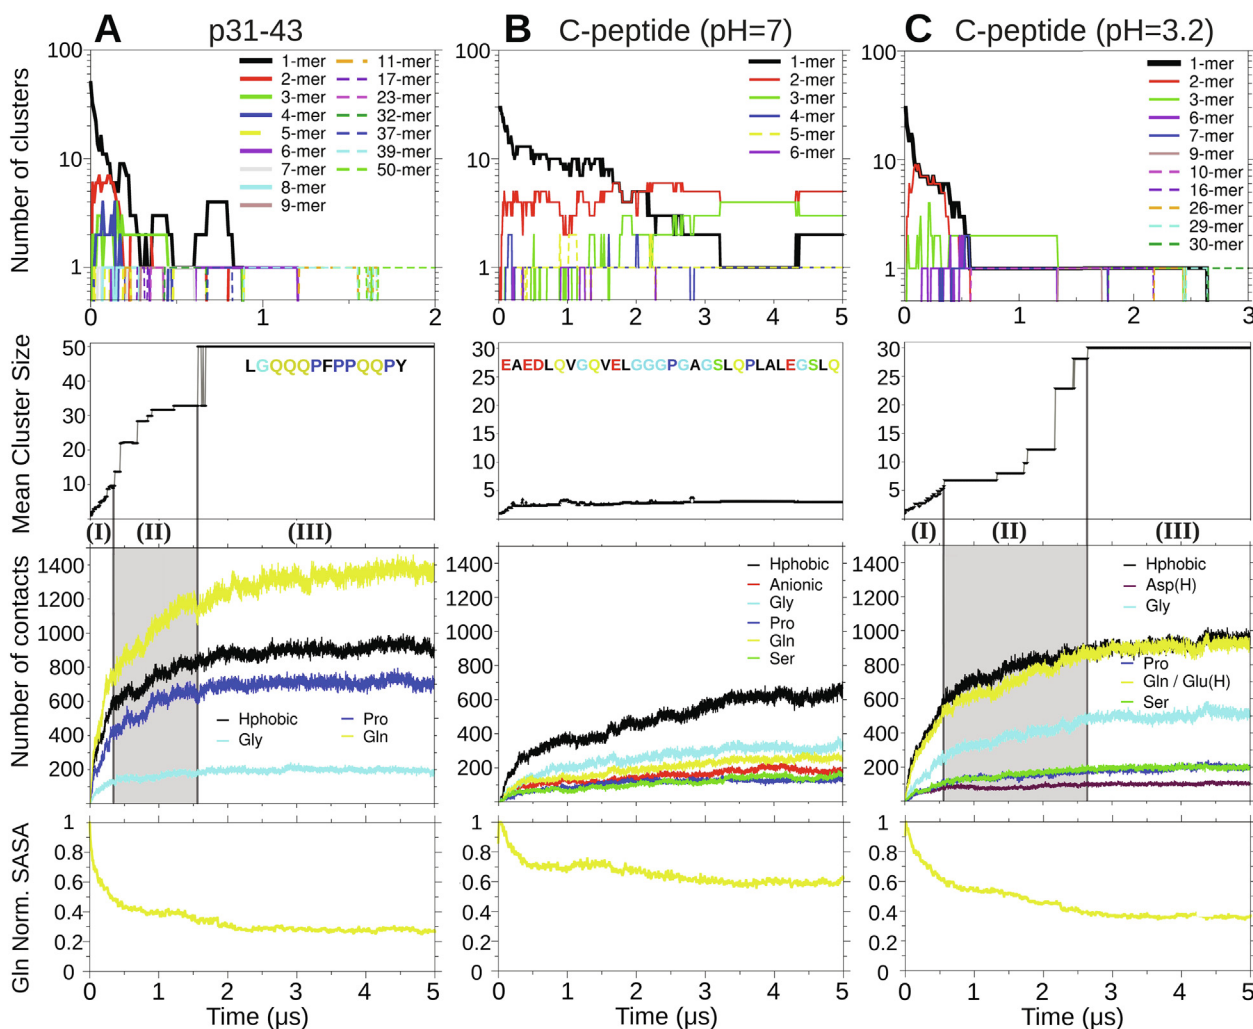 A p31-43
B C-peptide (pH=7)
C C-peptide (pH=3.2)
Number of clusters
100
10
1
0
1
2
1-mer
2-mer
3-mer
4-mer
5-mer
6-mer
7-mer
8-mer
9-mer
11-mer
17-mer
23-mer
32-mer
37-mer
39-mer
50-mer
100
10
1
0
1
2
3
4
5
1-mer
2-mer
3-mer
4-mer
5-mer
6-mer
100
10
1
0
1
2
3
1-mer
2-mer
3-mer
6-mer
7-mer
9-mer
10-mer
16-mer
26-mer
29-mer
30-mer
Mean Cluster Size
50
40
30
20
10
LGQQQPFPPQQPY
30
25
20
15
10
5
EAEDLQVGQVELGGGPGAGSLQPLALEGSLQ
30
25
20
15
10
5
(I)
(II)
(III)
(I)
(II)
(III)
Number of contacts
1400
1200
1000
800
600
400
200
Hphobic
Gly
Pro
Gln
1400
1200
1000
800
600
400
200
Hphobic
Anionic
Gly
Pro
Gln
Ser
1400
1200
1000
800
600
400
200
Hphobic
Asp(H)
Gly
Pro
Gln / Glu(H)
Ser
Gln Norm. SASA
1
0.8
0.6
0.4
0.2
0
0
1
2
3
4
5
Time (µs)
1
0.8
0.6
0.4
0.2
0
0
1
2
3
4
5
Time (µs)
1
0.8
0.6
0.4
0.2
0
0
1
2
3
4
5
Time (µs)